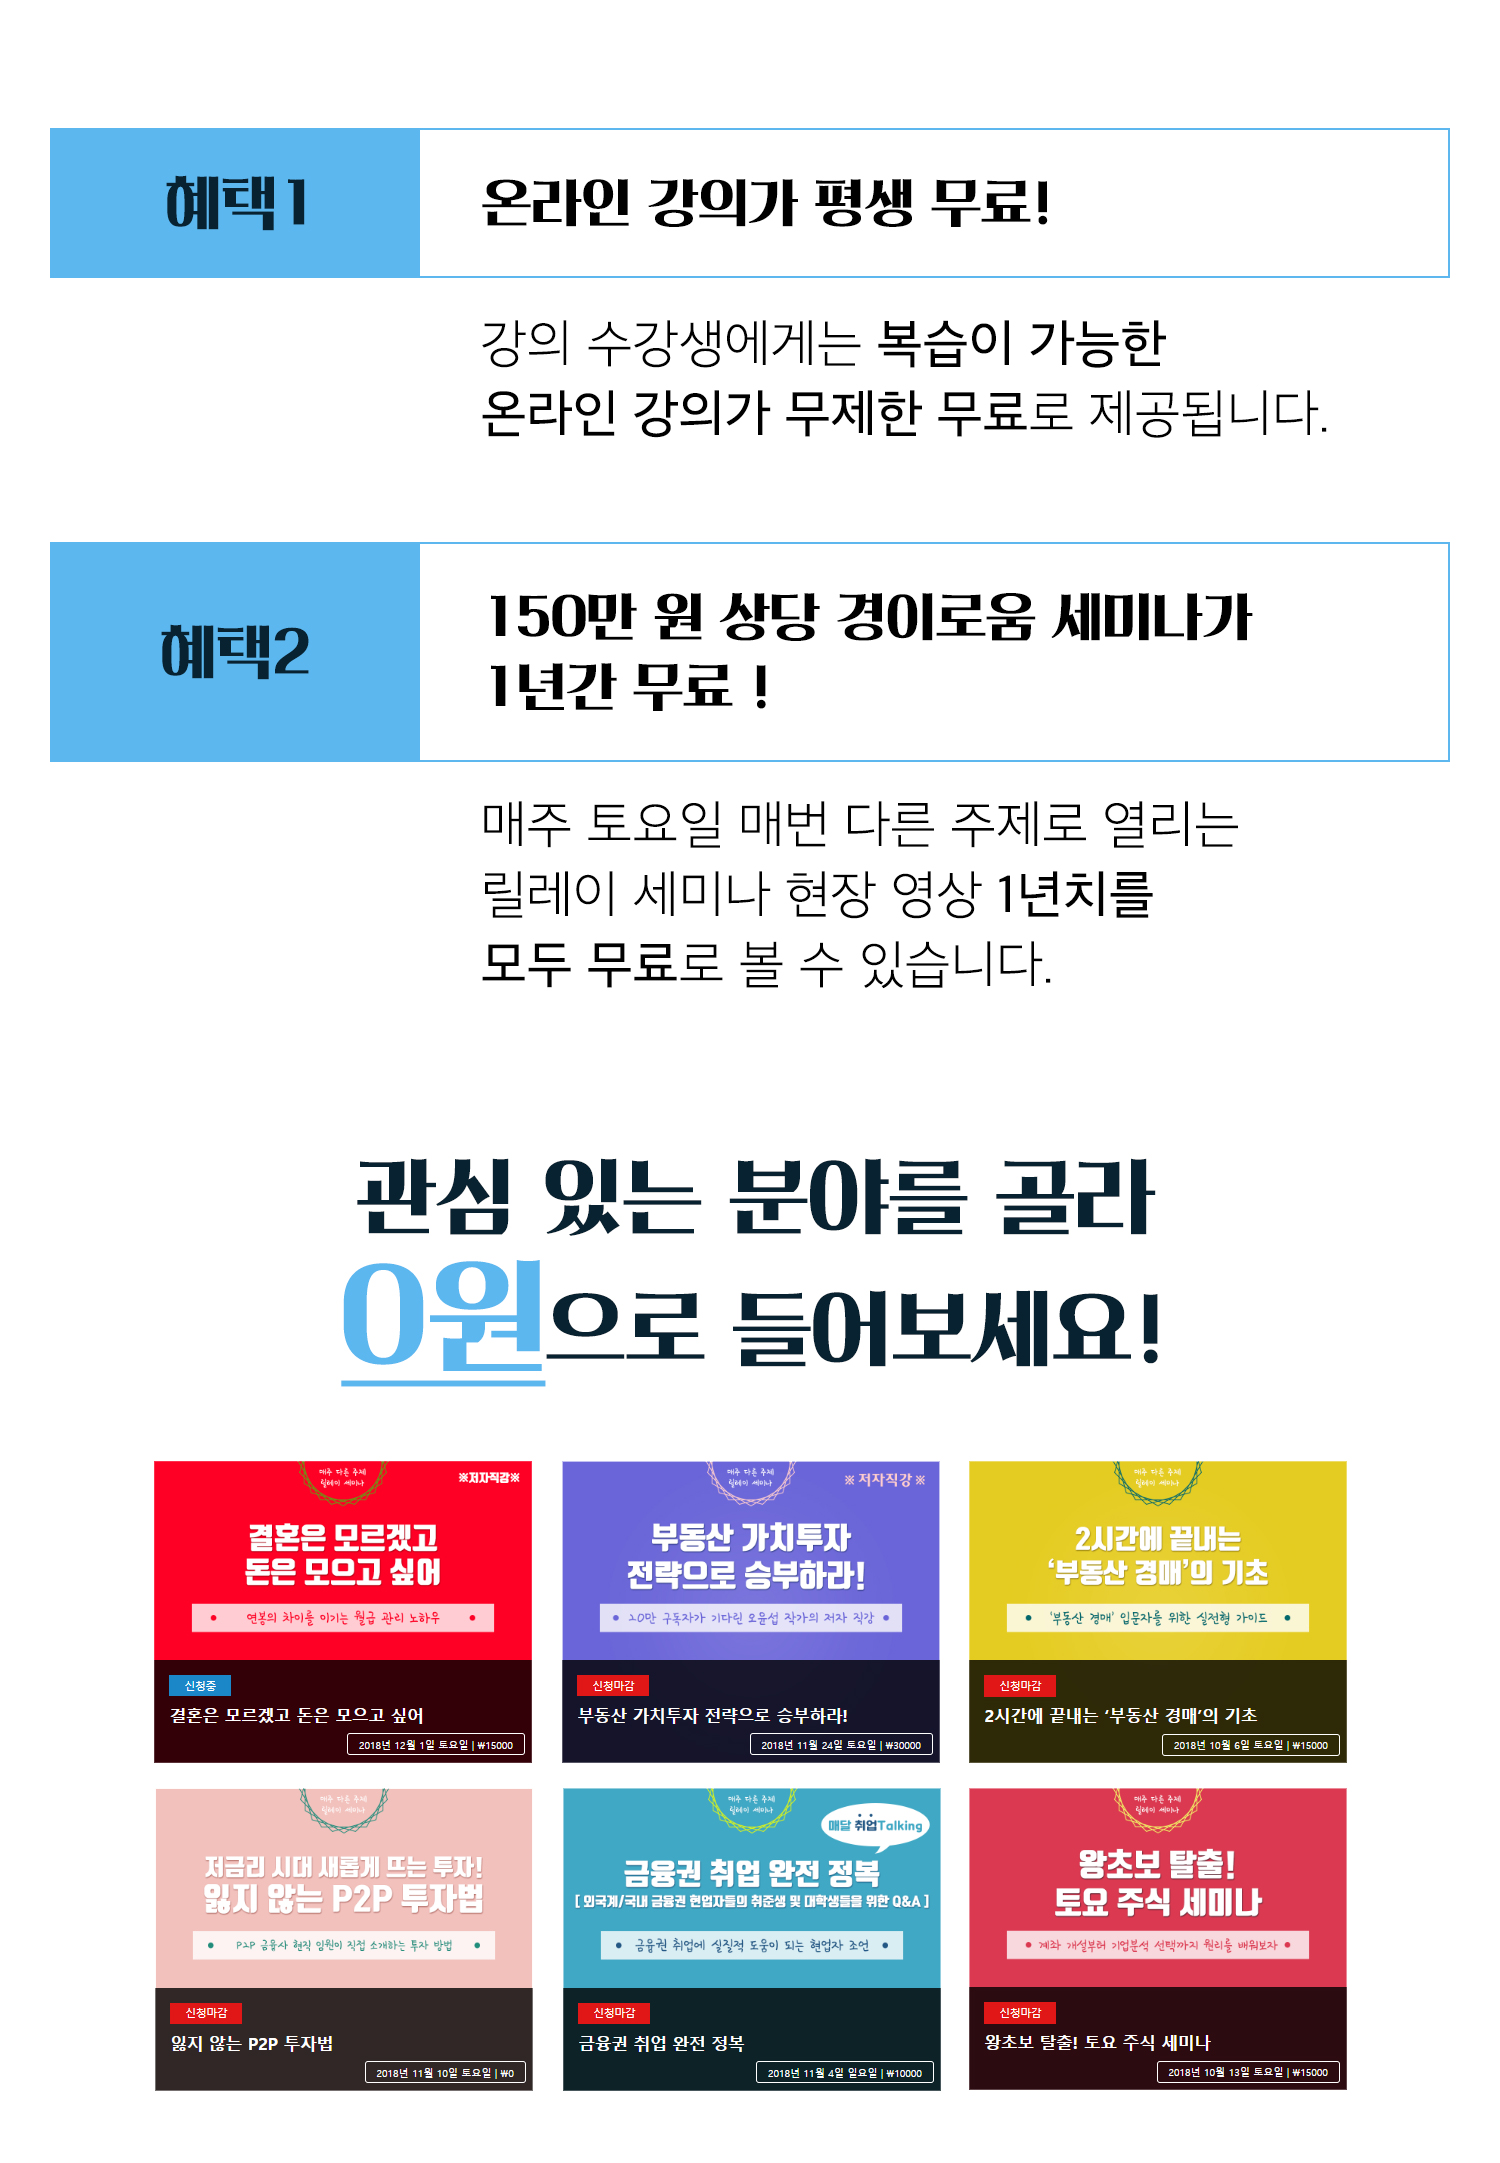 혜택1
온라인 강의가 평생 무료!
강의 수강생에게는 복습이 가능한
온라인 강의가 무제한 무료로 제공됩니다.
혜택2
150만 원 상당 경이로움 세미나가
1년간 무료 !
매주 토요일 매번 다른 주제로 열리는
릴레이 세미나 현장 영상 1년치를
모두 무료로 볼 수 있습니다.
관심 있는 분야를 골라
0원으로 들어보세요!
매주 다른 주제
릴레이 세미나
※저자직강※
결혼은 모르겠고
돈은 모으고 싶어
연봉의 차이를 이기는 월급 관리 노하우
신청중
결혼은 모르겠고 돈은 모으고 싶어
2018년 12월 1일 토요일 | ₩15000
매주 다른 주제
릴레이 세미나
※ 저자직강 ※
부동산 가치투자
전략으로 승부하라!
20만 구독자가 기다린 오윤섭 작가의 저자 직강
신청마감
부동산 가치투자 전략으로 승부하라!
2018년 11월 24일 토요일 | ₩30000
매주 다른 주제
릴레이 세미나
2시간에 끝내는
'부동산 경매'의 기초
'부동산 경매' 입문자를 위한 실전형 가이드
신청마감
2시간에 끝내는 '부동산 경매'의 기초
2018년 10월 6일 토요일 | ₩15000
매주 다른 주제
릴레이 세미나
저금리 시대 새롭게 뜨는 투자!
잃지 않는 P2P 투자법
P2P 금융사 현직 임원이 직접 소개하는 투자 방법
신청마감
잃지 않는 P2P 투자법
2018년 11월 10일 토요일 | ₩0
매주 다른 주제
릴레이 세미나
매달 취업Talking
금융권 취업 완전 정복
[ 외국계/국내 금융권 현업자들의 취준생 및 대학생들을 위한 Q&A ]
금융권 취업에 실질적 도움이 되는 현업자 조언
신청마감
금융권 취업 완전 정복
2018년 11월 4일 일요일 | ₩10000
매주 다른 주제
릴레이 세미나
왕초보 탈출!
토요 주식 세미나
계좌 개설부터 기업분석 선택까지 원리를 배워보자
신청마감
왕초보 탈출! 토요 주식 세미나
2018년 10월 13일 토요일 | ₩15000